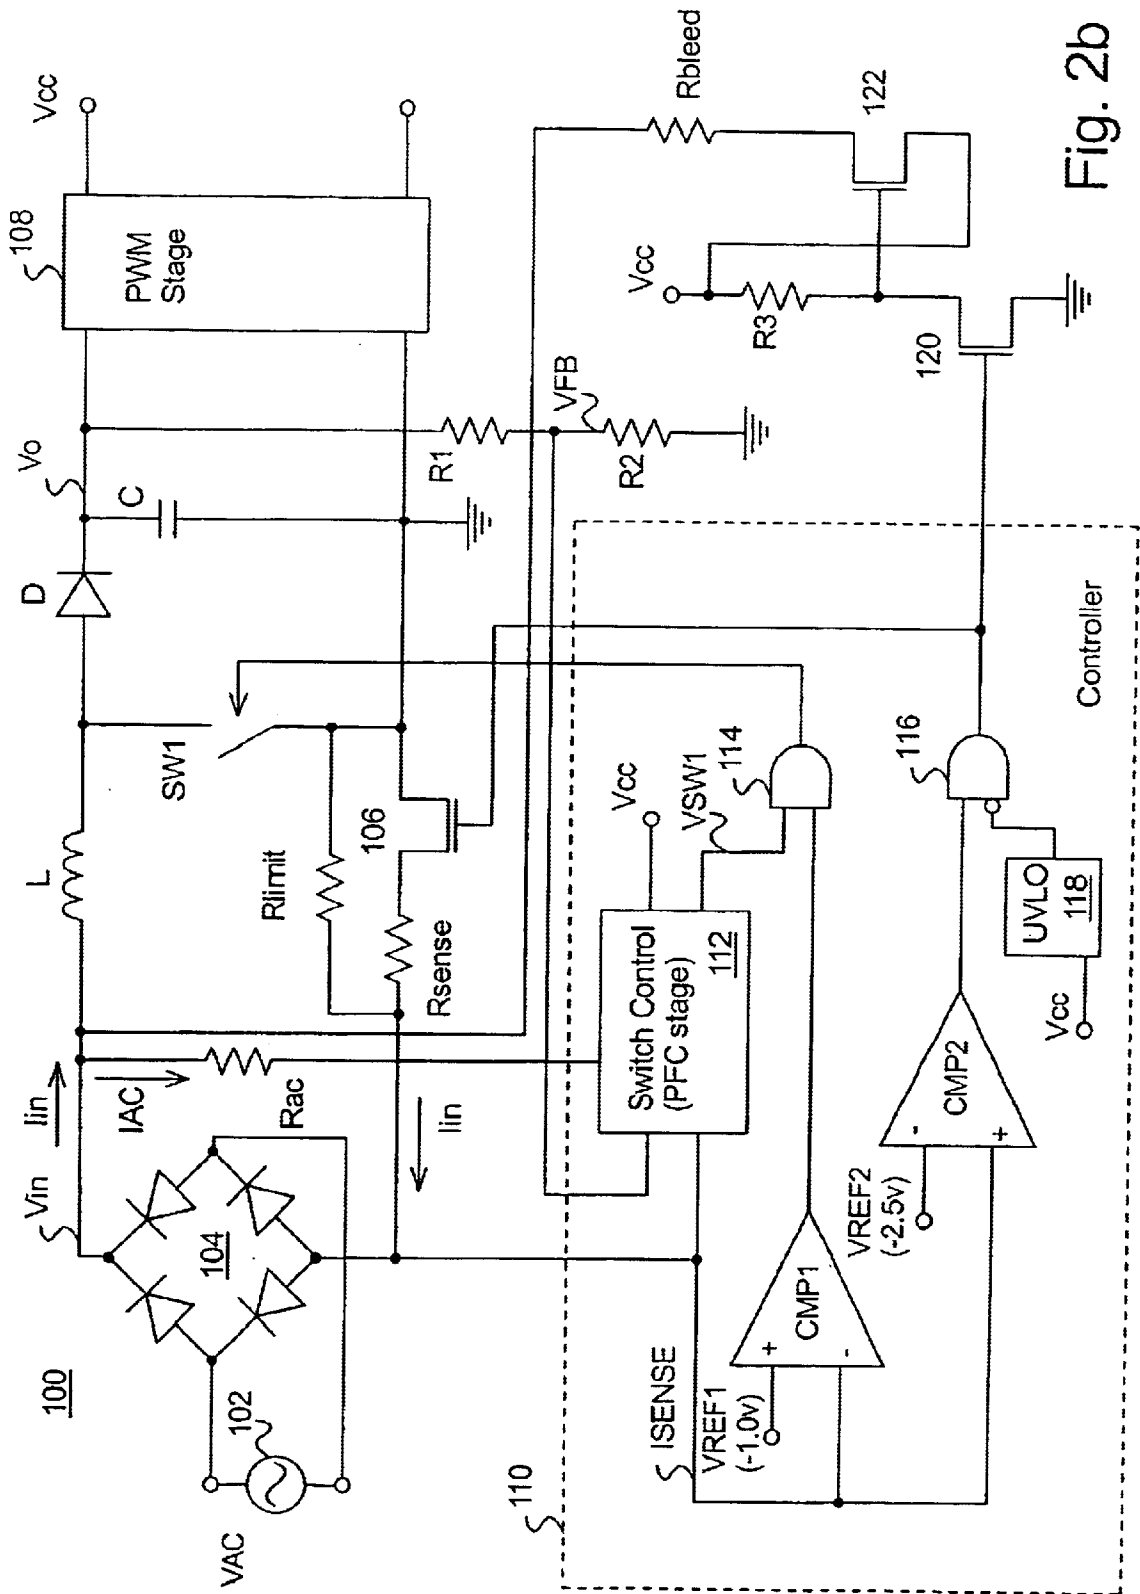 100
VAC
102
104
Vin
Iin
IAC
Rac
Iin
L
Rlimit
Rsense
106
SW1
D
C
Vo
108
PWM
Stage
Vcc
R1
VFB
R2
Vcc
R3
Rbleed
122
120
110
ISENSE
VREF1
(-1.0v)
+
-
CMP1
Switch Control
(PFC stage)
112
Vcc
VSW1
114
VREF2
(-2.5v)
-
+
CMP2
116
UVLO
118
Vcc
Controller
Fig. 2b